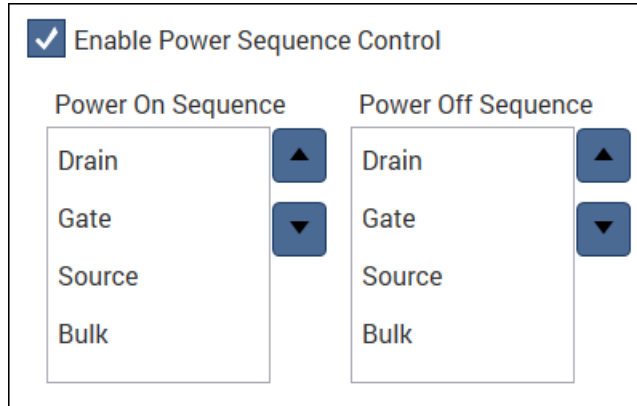 Enable Power Sequence Control
Power On Sequence
Drain
Gate
Source
Bulk
Power Off Sequence
Drain
Gate
Source
Bulk